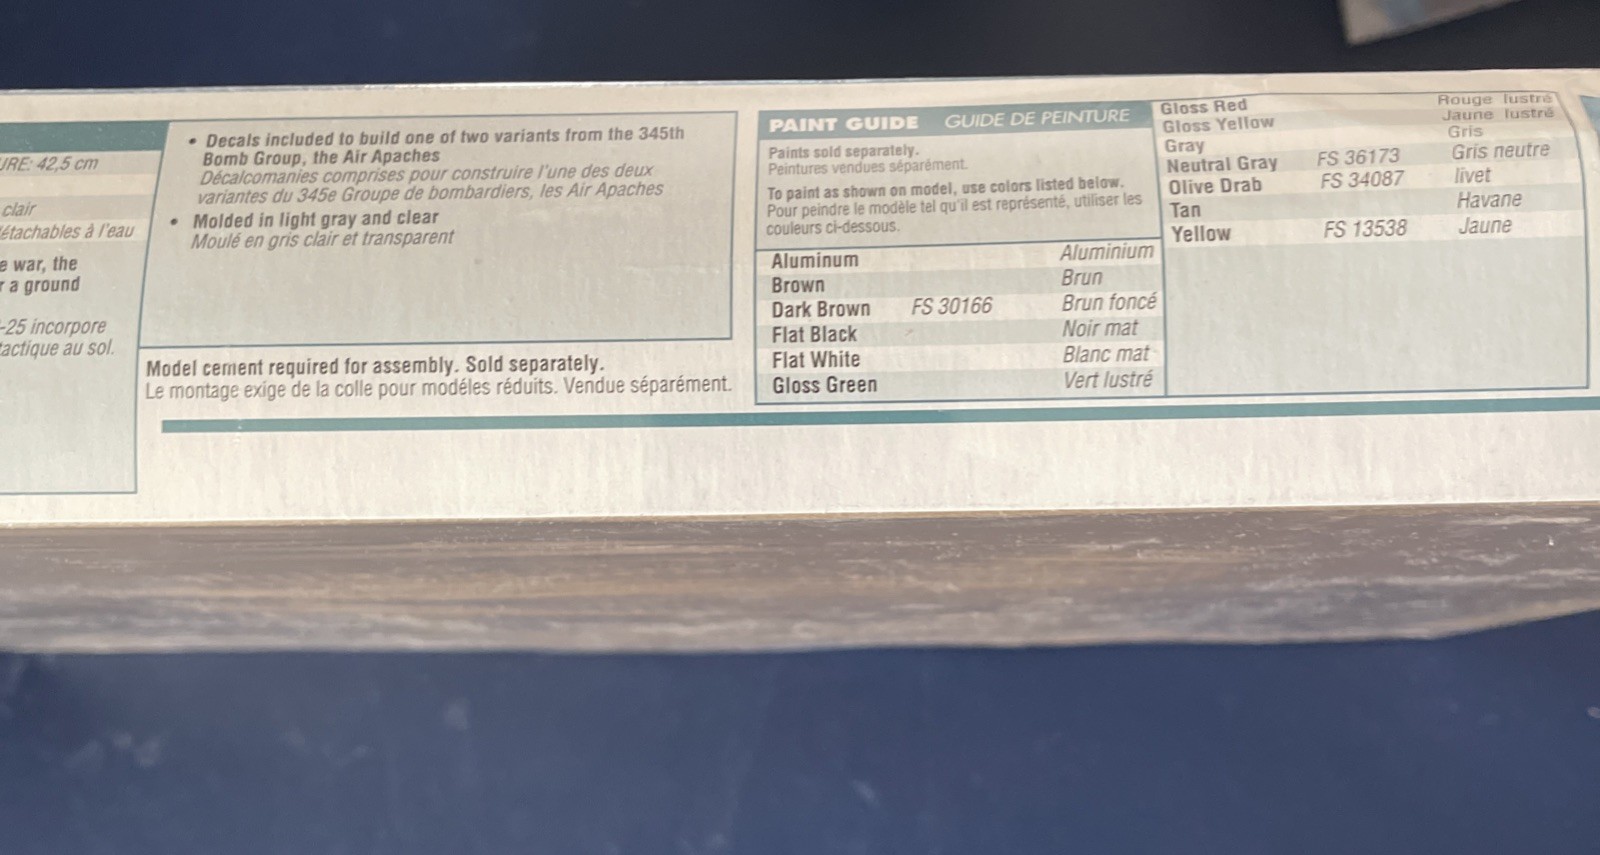 URE: 42,5 cm
clair
étachables à l'eau
e war, the
r a ground
-25 incorpore
tactique au sol.
• Decals included to build one of two variants from the 345th
Bomb Group, the Air Apaches
Décalcomanies comprises pour construire l'une des deux
variantes du 345e Groupe de bombardiers, les Air Apaches
• Molded in light gray and clear
Moulé en gris clair et transparent
Model cement required for assembly. Sold separately.
Le montage exige de la colle pour modéles réduits. Vendue séparément.
PAINT GUIDE GUIDE DE PEINTURE
Paints sold separately.
Peintures vendues séparément.
To paint as shown on model, use colors listed below.
Pour peindre le modèle tel qu'il est représenté, utiliser les
couleurs ci-dessous.
Aluminum Aluminium
Brown Brun
Dark Brown FS 30166 Brun foncé
Flat Black Noir mat
Flat White Blanc mat
Gloss Green Vert lustré
Gloss Red Rouge lustré
Gloss Yellow Jaune lustré
Gray Gris
Neutral Gray FS 36173 Gris neutre
Olive Drab FS 34087 livet
Tan Havane
Yellow FS 13538 Jaune